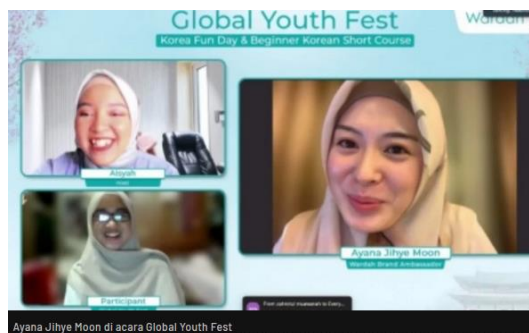 Global Youth Fest
Korea Fun Day & Beginner Korean Short Course
Aisyah
Host
Participant
Ayana Jihye Moon
Wardah Brand Ambassador
Ayana Jihye Moon di acara Global Youth Fest